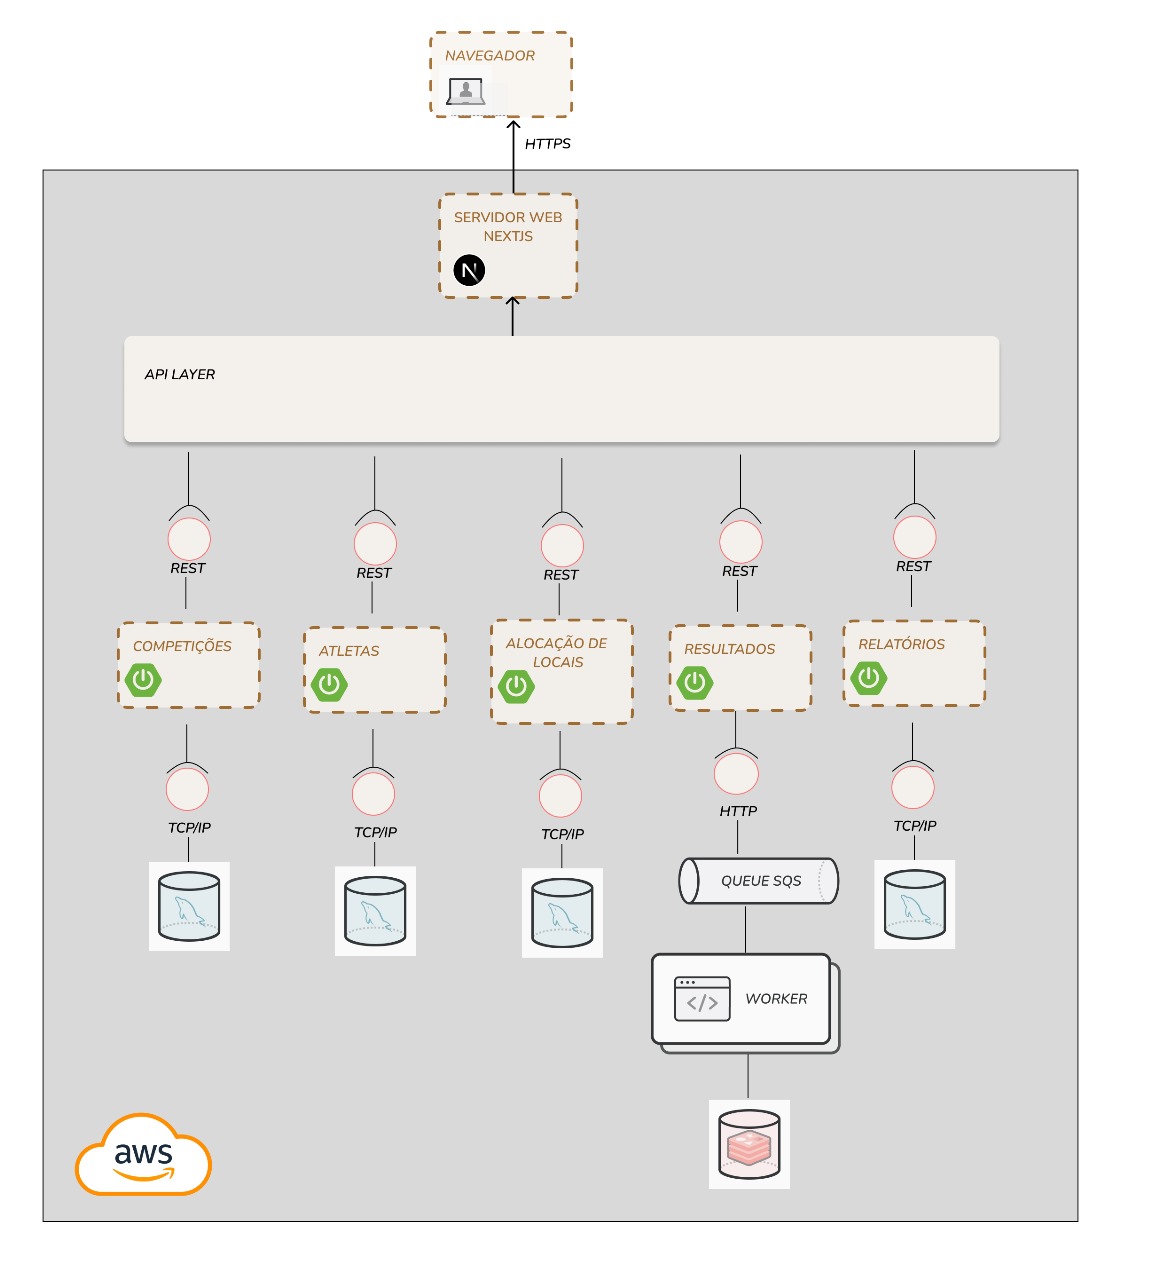 NAVEGADOR
HTTPS
SERVIDOR WEB
NEXTJS
N
API LAYER
REST
REST
REST
REST
REST
COMPETIÇÕES
ATLETAS
ALOCAÇÃO DE
LOCAIS
RESULTADOS
RELATÓRIOS
TCP/IP
TCP/IP
TCP/IP
HTTP
TCP/IP
QUEUE SQS
</>
WORKER
aws